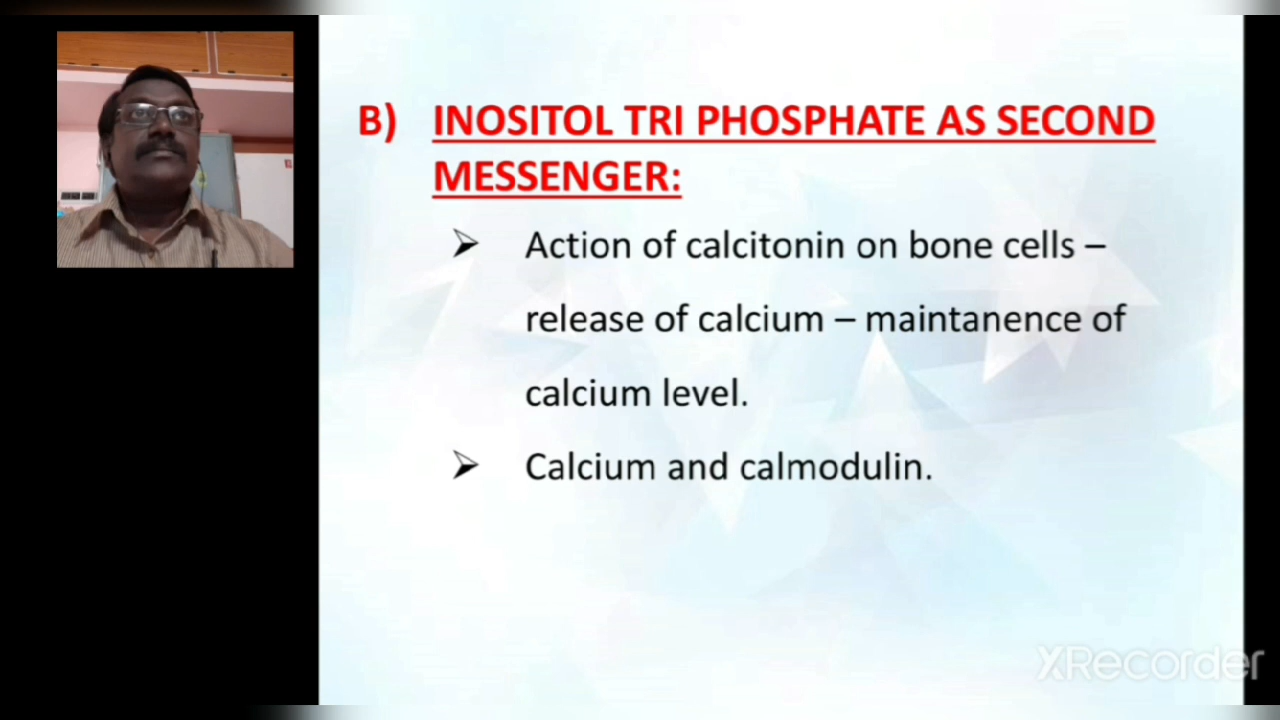 B) INOSITOL TRI PHOSPHATE AS SECOND
MESSENGER:
➢ Action of calcitonin on bone cells –
release of calcium – maintanence of
calcium level.
➢ Calcium and calmodulin.
XRecorder